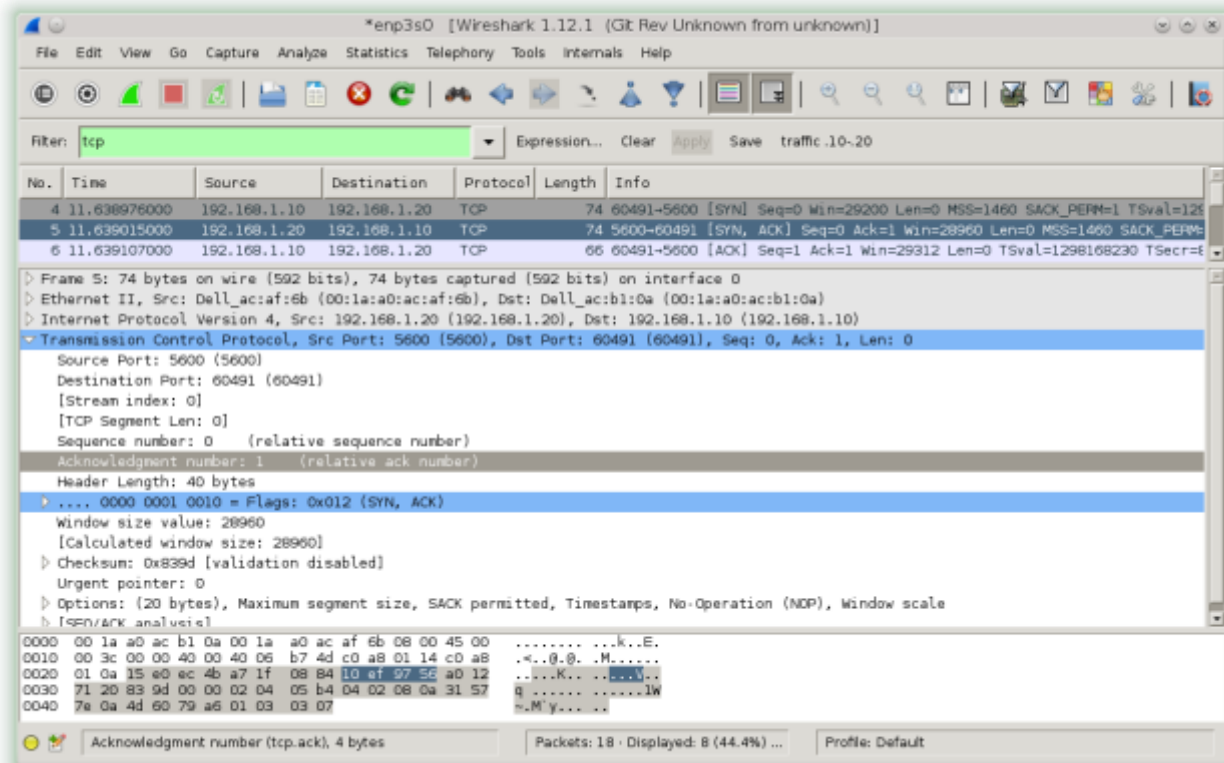 *enp3s0 [Wireshark 1.12.1 (Git Rev Unknown from unknown)]
File Edit View Go Capture Analyze Statistics Telephony Tools Internals Help
Filter: tcp Expression... Clear Apply Save traffic .10-.20
No. Time Source Destination Protocol Length Info
4 11.638976000 192.168.1.10 192.168.1.20 TCP 74 60491→5600 [SYN] Seq=0 Win=29200 Len=0 MSS=1460 SACK_PERM=1 TSval=129
5 11.639015000 192.168.1.20 192.168.1.10 TCP 74 5600→60491 [SYN, ACK] Seq=0 Ack=1 Win=28960 Len=0 MSS=1460 SACK_PERM=
6 11.639107000 192.168.1.10 192.168.1.20 TCP 66 60491→5600 [ACK] Seq=1 Ack=1 Win=29312 Len=0 TSval=1298168230 TSecr=8
Frame 5: 74 bytes on wire (592 bits), 74 bytes captured (592 bits) on interface 0
Ethernet II, Src: Dell_ac:af:6b (00:1a:a0:ac:af:6b), Dst: Dell_ac:b1:0a (00:1a:a0:ac:b1:0a)
Internet Protocol Version 4, Src: 192.168.1.20 (192.168.1.20), Dst: 192.168.1.10 (192.168.1.10)
Transmission Control Protocol, Src Port: 5600 (5600), Dst Port: 60491 (60491), Seq: 0, Ack: 1, Len: 0
Source Port: 5600 (5600)
Destination Port: 60491 (60491)
[Stream index: 0]
[TCP Segment Len: 0]
Sequence number: 0 (relative sequence number)
Acknowledgment number: 1 (relative ack number)
Header Length: 40 bytes
.... 0000 0001 0010 = Flags: 0x012 (SYN, ACK)
Window size value: 28960
[Calculated window size: 28960]
Checksum: 0x839d [validation disabled]
Urgent pointer: 0
Options: (20 bytes), Maximum segment size, SACK permitted, Timestamps, No-Operation (NOP), Window scale
[SEQ/ACK analysis]
0000 00 1a a0 ac b1 0a 00 1a a0 ac af 6b 08 00 45 00 ........ ...k..E.
0010 00 3c 00 00 40 00 40 06 b7 4d c0 a8 01 14 c0 a8 .<..@.@. .M......
0020 01 0a 15 e0 ec 4b a7 1f 08 84 10 ef 97 56 a0 12 .....K.. .....V..
0030 71 20 83 9d 00 00 02 04 05 b4 04 02 08 0a 31 57 q ...... ......1W
0040 7e 0a 4d 60 79 a6 01 03 03 07 ~.M`y... ..
Acknowledgment number (tcp.ack), 4 bytes Packets: 18 · Displayed: 8 (44.4%) ... Profile: Default